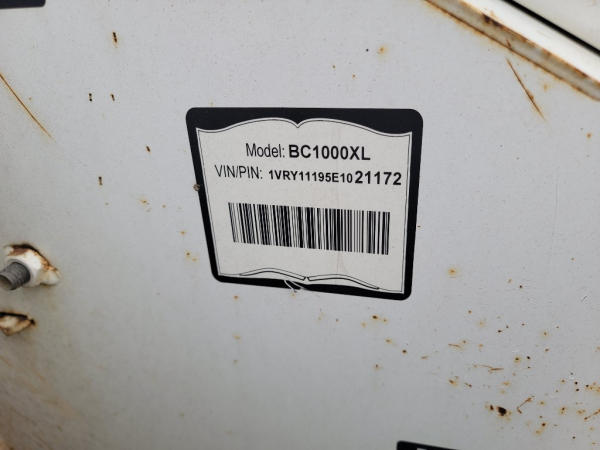 Model: BC1000XL
VIN/PIN: 1VRY11195E1021172